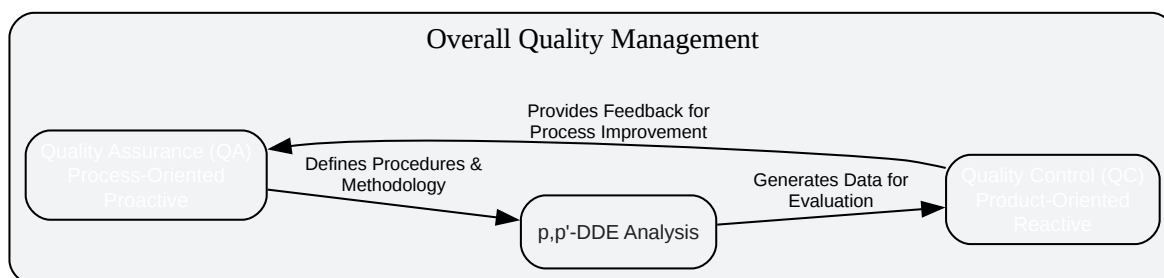 Overall Quality Management
Provides Feedback for
Process Improvement
Quality Assurance (QA)
Process-Oriented
Proactive
Defines Procedures &
Methodology
p,p'-DDE Analysis
Generates Data for
Evaluation
Quality Control (QC)
Product-Oriented
Reactive